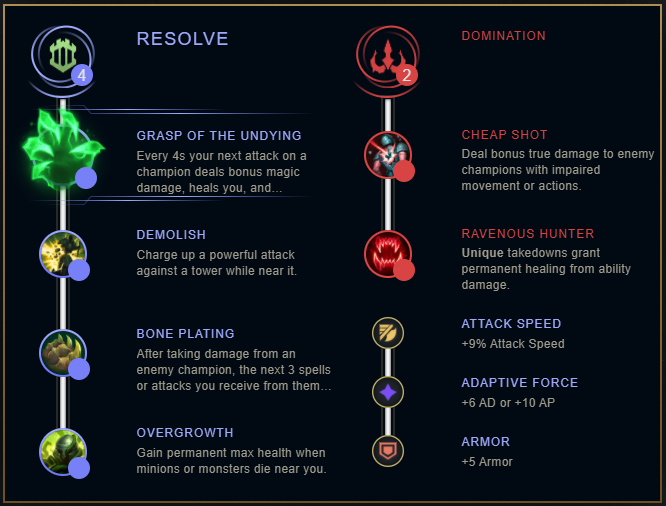 RESOLVE
4
GRASP OF THE UNDYING
Every 4s your next attack on a
champion deals bonus magic
damage, heals you, and...
DEMOLISH
Charge up a powerful attack
against a tower while near it.
BONE PLATING
After taking damage from an
enemy champion, the next 3 spells
or attacks you receive from them...
OVERGROWTH
Gain permanent max health when
minions or monsters die near you.
DOMINATION
2
CHEAP SHOT
Deal bonus true damage to enemy
champions with impaired
movement or actions.
RAVENOUS HUNTER
Unique takedowns grant
permanent healing from ability
damage.
ATTACK SPEED
+9% Attack Speed
ADAPTIVE FORCE
+6 AD or +10 AP
ARMOR
+5 Armor